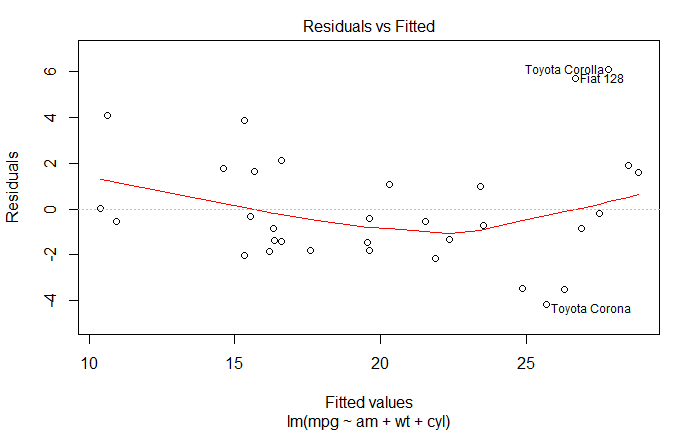 Residuals vs Fitted
Residuals
6
4
2
0
-2
-4
Toyota Corolla
Fiat 128
Toyota Corona
10 15 20 25
Fitted values
lm(mpg ~ am + wt + cyl)